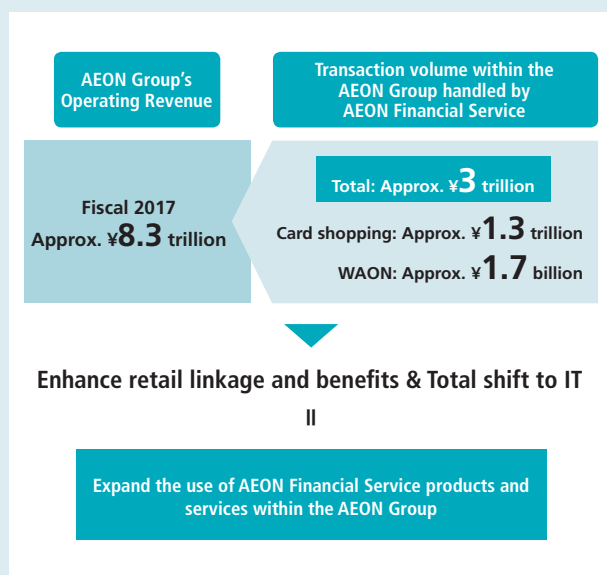 AEON Group's
Operating Revenue
Transaction volume within the
AEON Group handled by
AEON Financial Service
Fiscal 2017
Approx. ¥8.3 trillion
Total: Approx. ¥3 trillion
Card shopping: Approx. ¥1.3 trillion
WAON: Approx. ¥1.7 billion
Enhance retail linkage and benefits & Total shift to IT
=
Expand the use of AEON Financial Service products and
services within the AEON Group